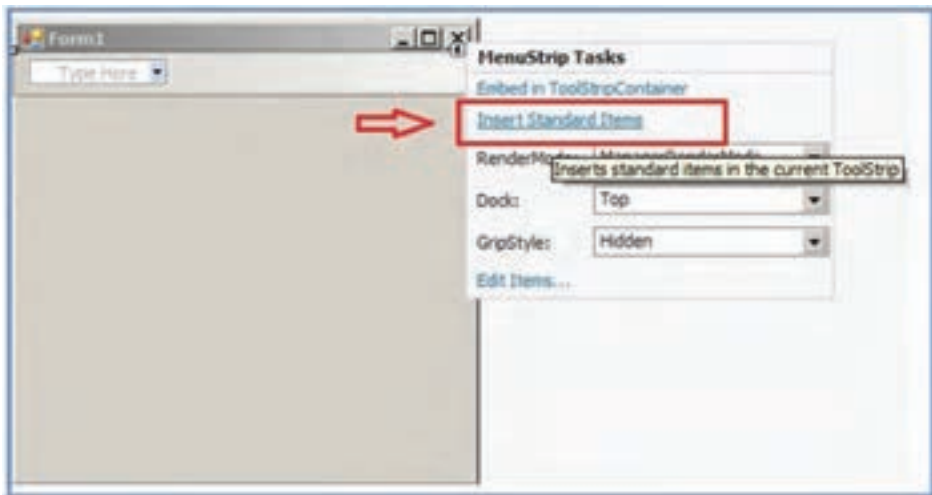 Form1
Type Here
MenuStrip Tasks
Embed in ToolStripContainer
Insert Standard Items
RenderMode:
Inserts standard items in the current ToolStrip
Dock:
Top
GripStyle:
Hidden
Edit Items...